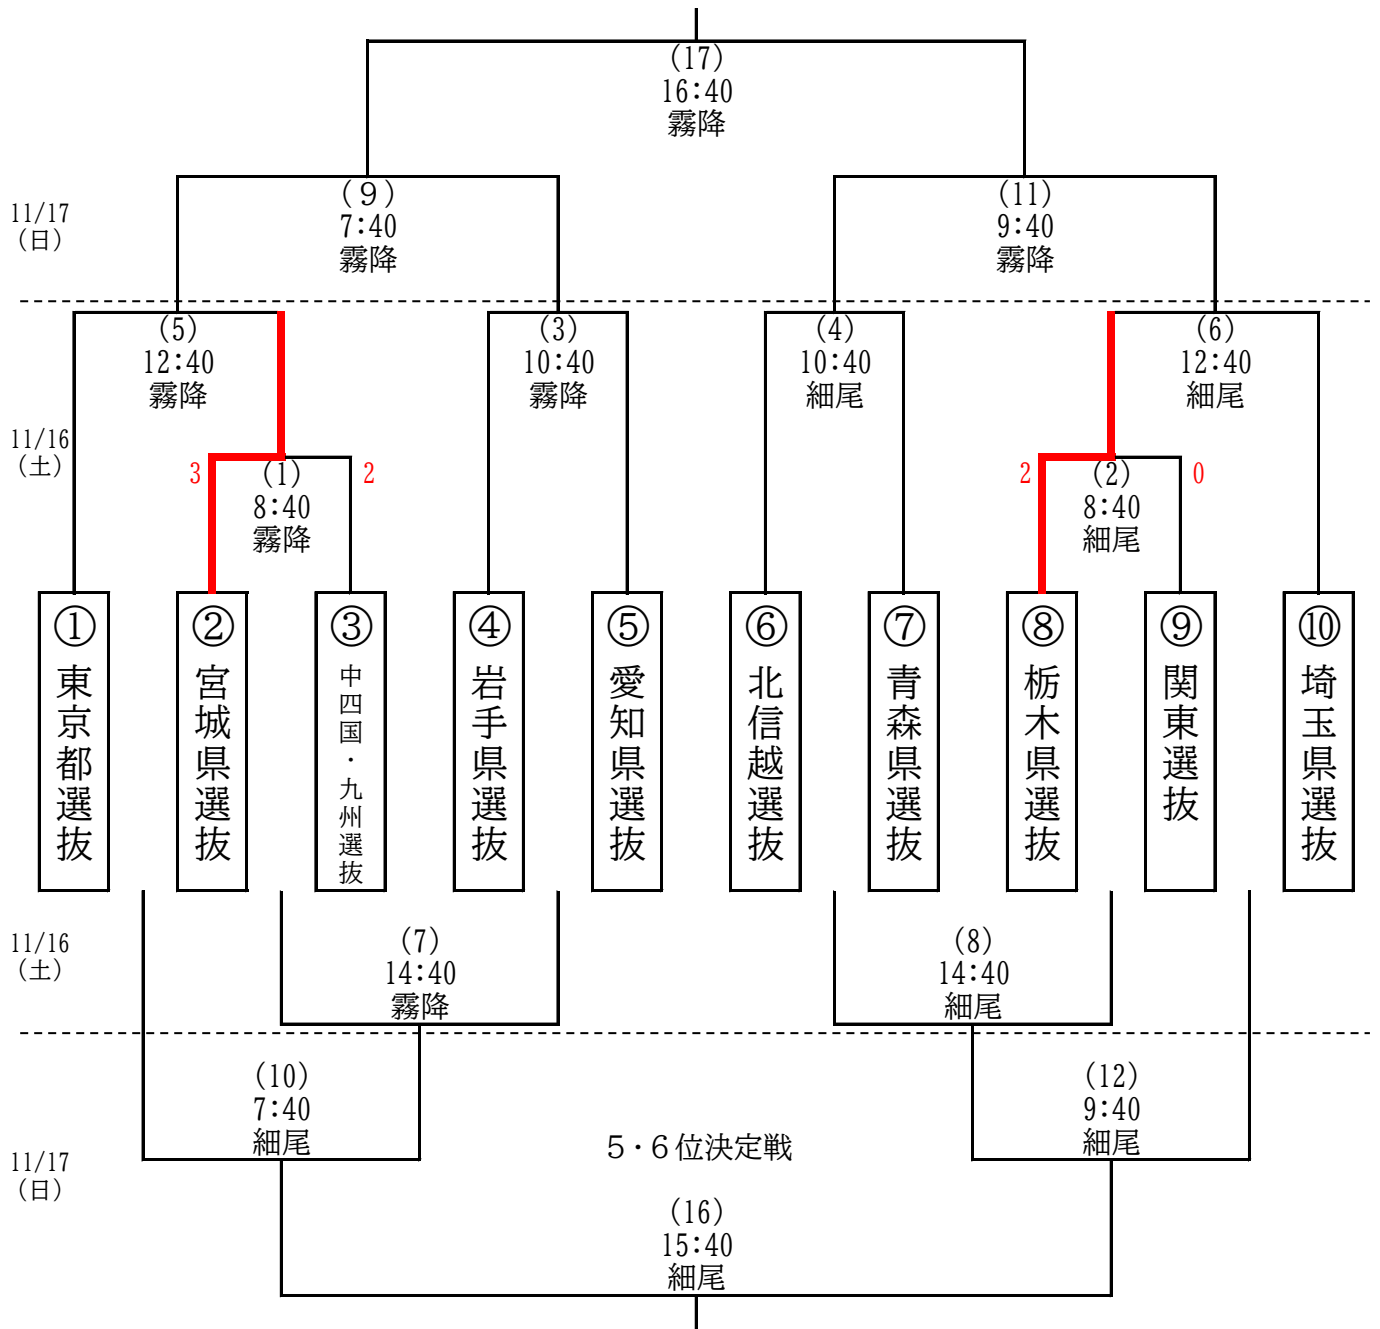 (17)
16:40
霧降
11/17
(日)
(９)
7:40
霧降
(11)
9:40
霧降
(5)
12:40
霧降
(3)
10:40
霧降
(4)
10:40
細尾
(6)
12:40
細尾
11/16
(土)
3
(1)
8:40
霧降
2
2
(2)
8:40
細尾
0
①東京都選抜
②宮城県選抜
③中四国・九州選抜
④岩手県選抜
⑤愛知県選抜
⑥北信越選抜
⑦青森県選抜
⑧栃木県選抜
⑨関東選抜
⑩埼玉県選抜
11/16
(土)
(7)
14:40
霧降
(8)
14:40
細尾
(10)
7:40
細尾
(12)
9:40
細尾
５・６位決定戦
11/17
(日)
(16)
15:40
細尾